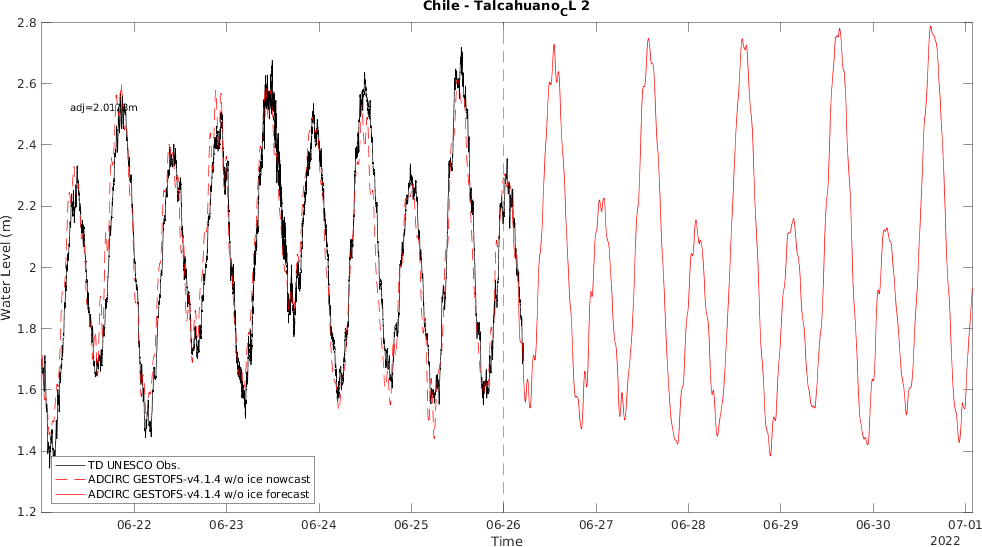 Chile - Talcahuano_CL 2
2.8
2.6
2.4
2.2
2
1.8
1.6
1.4
1.2
Water Level (m)
TD UNESCO Obs.
ADCIRC GESTOFS-v4.1.4 w/o ice nowcast
ADCIRC GESTOFS-v4.1.4 w/o ice forecast
06-22 06-23 06-24 06-25 06-26 06-27 06-28 06-29 06-30 07-01
Time
2022